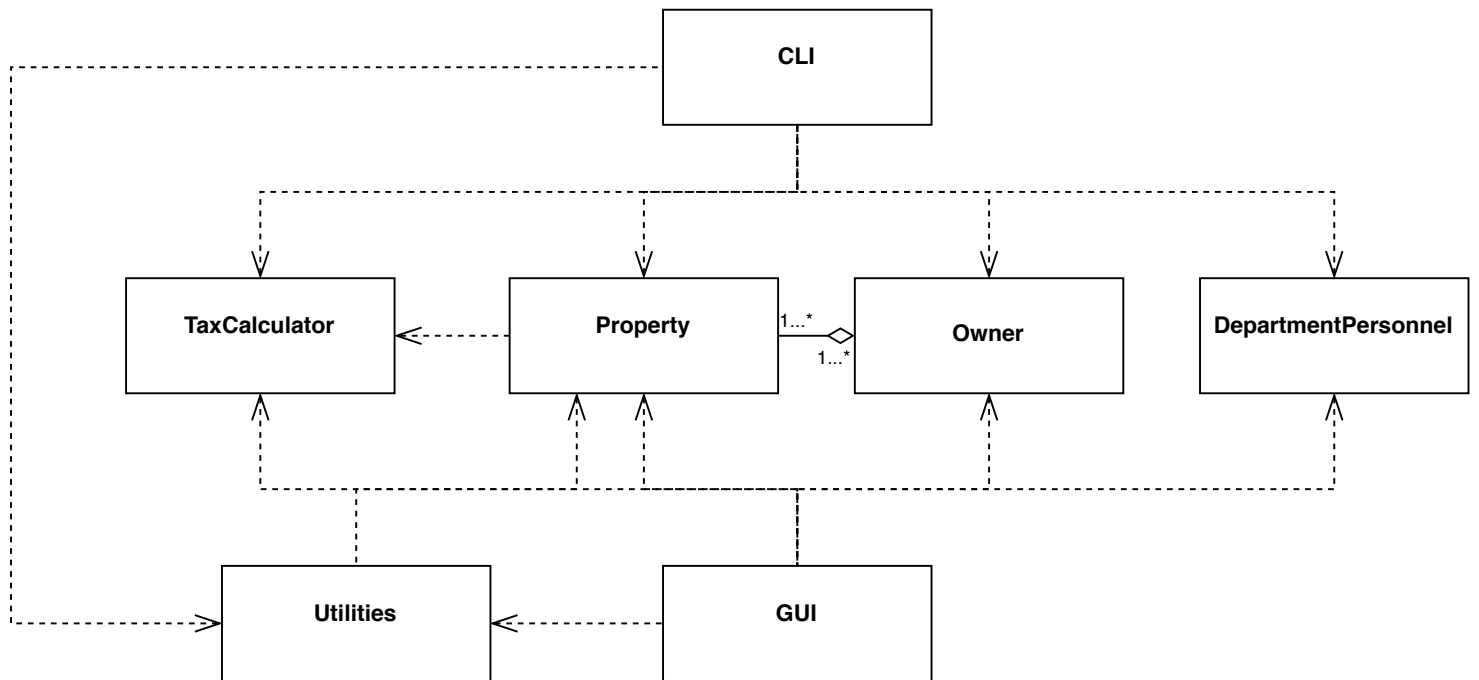 CLI
TaxCalculator
Property
1...*
1...*
Owner
DepartmentPersonnel
Utilities
GUI